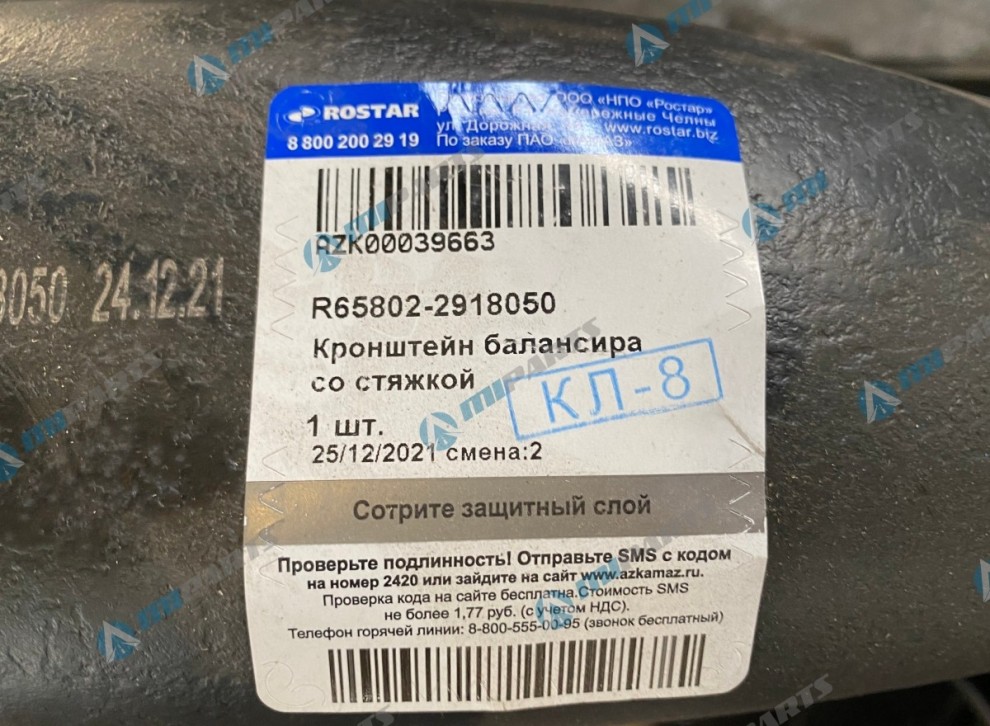 ROSTAR
8 800 200 2 919
ООО «НПО «Ростар»
Челны
ул. Дорожная www.rostar.biz
По заказу ПАО
AZK00039663
8050 24.12.21
R65802-2918050
Кронштейн балансира
со стяжкой
КЛ-8
1 шт.
25/12/2021 смена:2
Сотрите защитный слой
Проверьте подлинность! Отправьте SMS с кодом
на номер 2420 или зайдите на сайт www.azkamaz.ru.
Проверка кода на сайте бесплатна.Стоимость SMS
не более 1,77 руб. (с учетом НДС).
Телефон горячей линии: 8-800-555-00-95 (звонок бесплатный)
MIPARTS